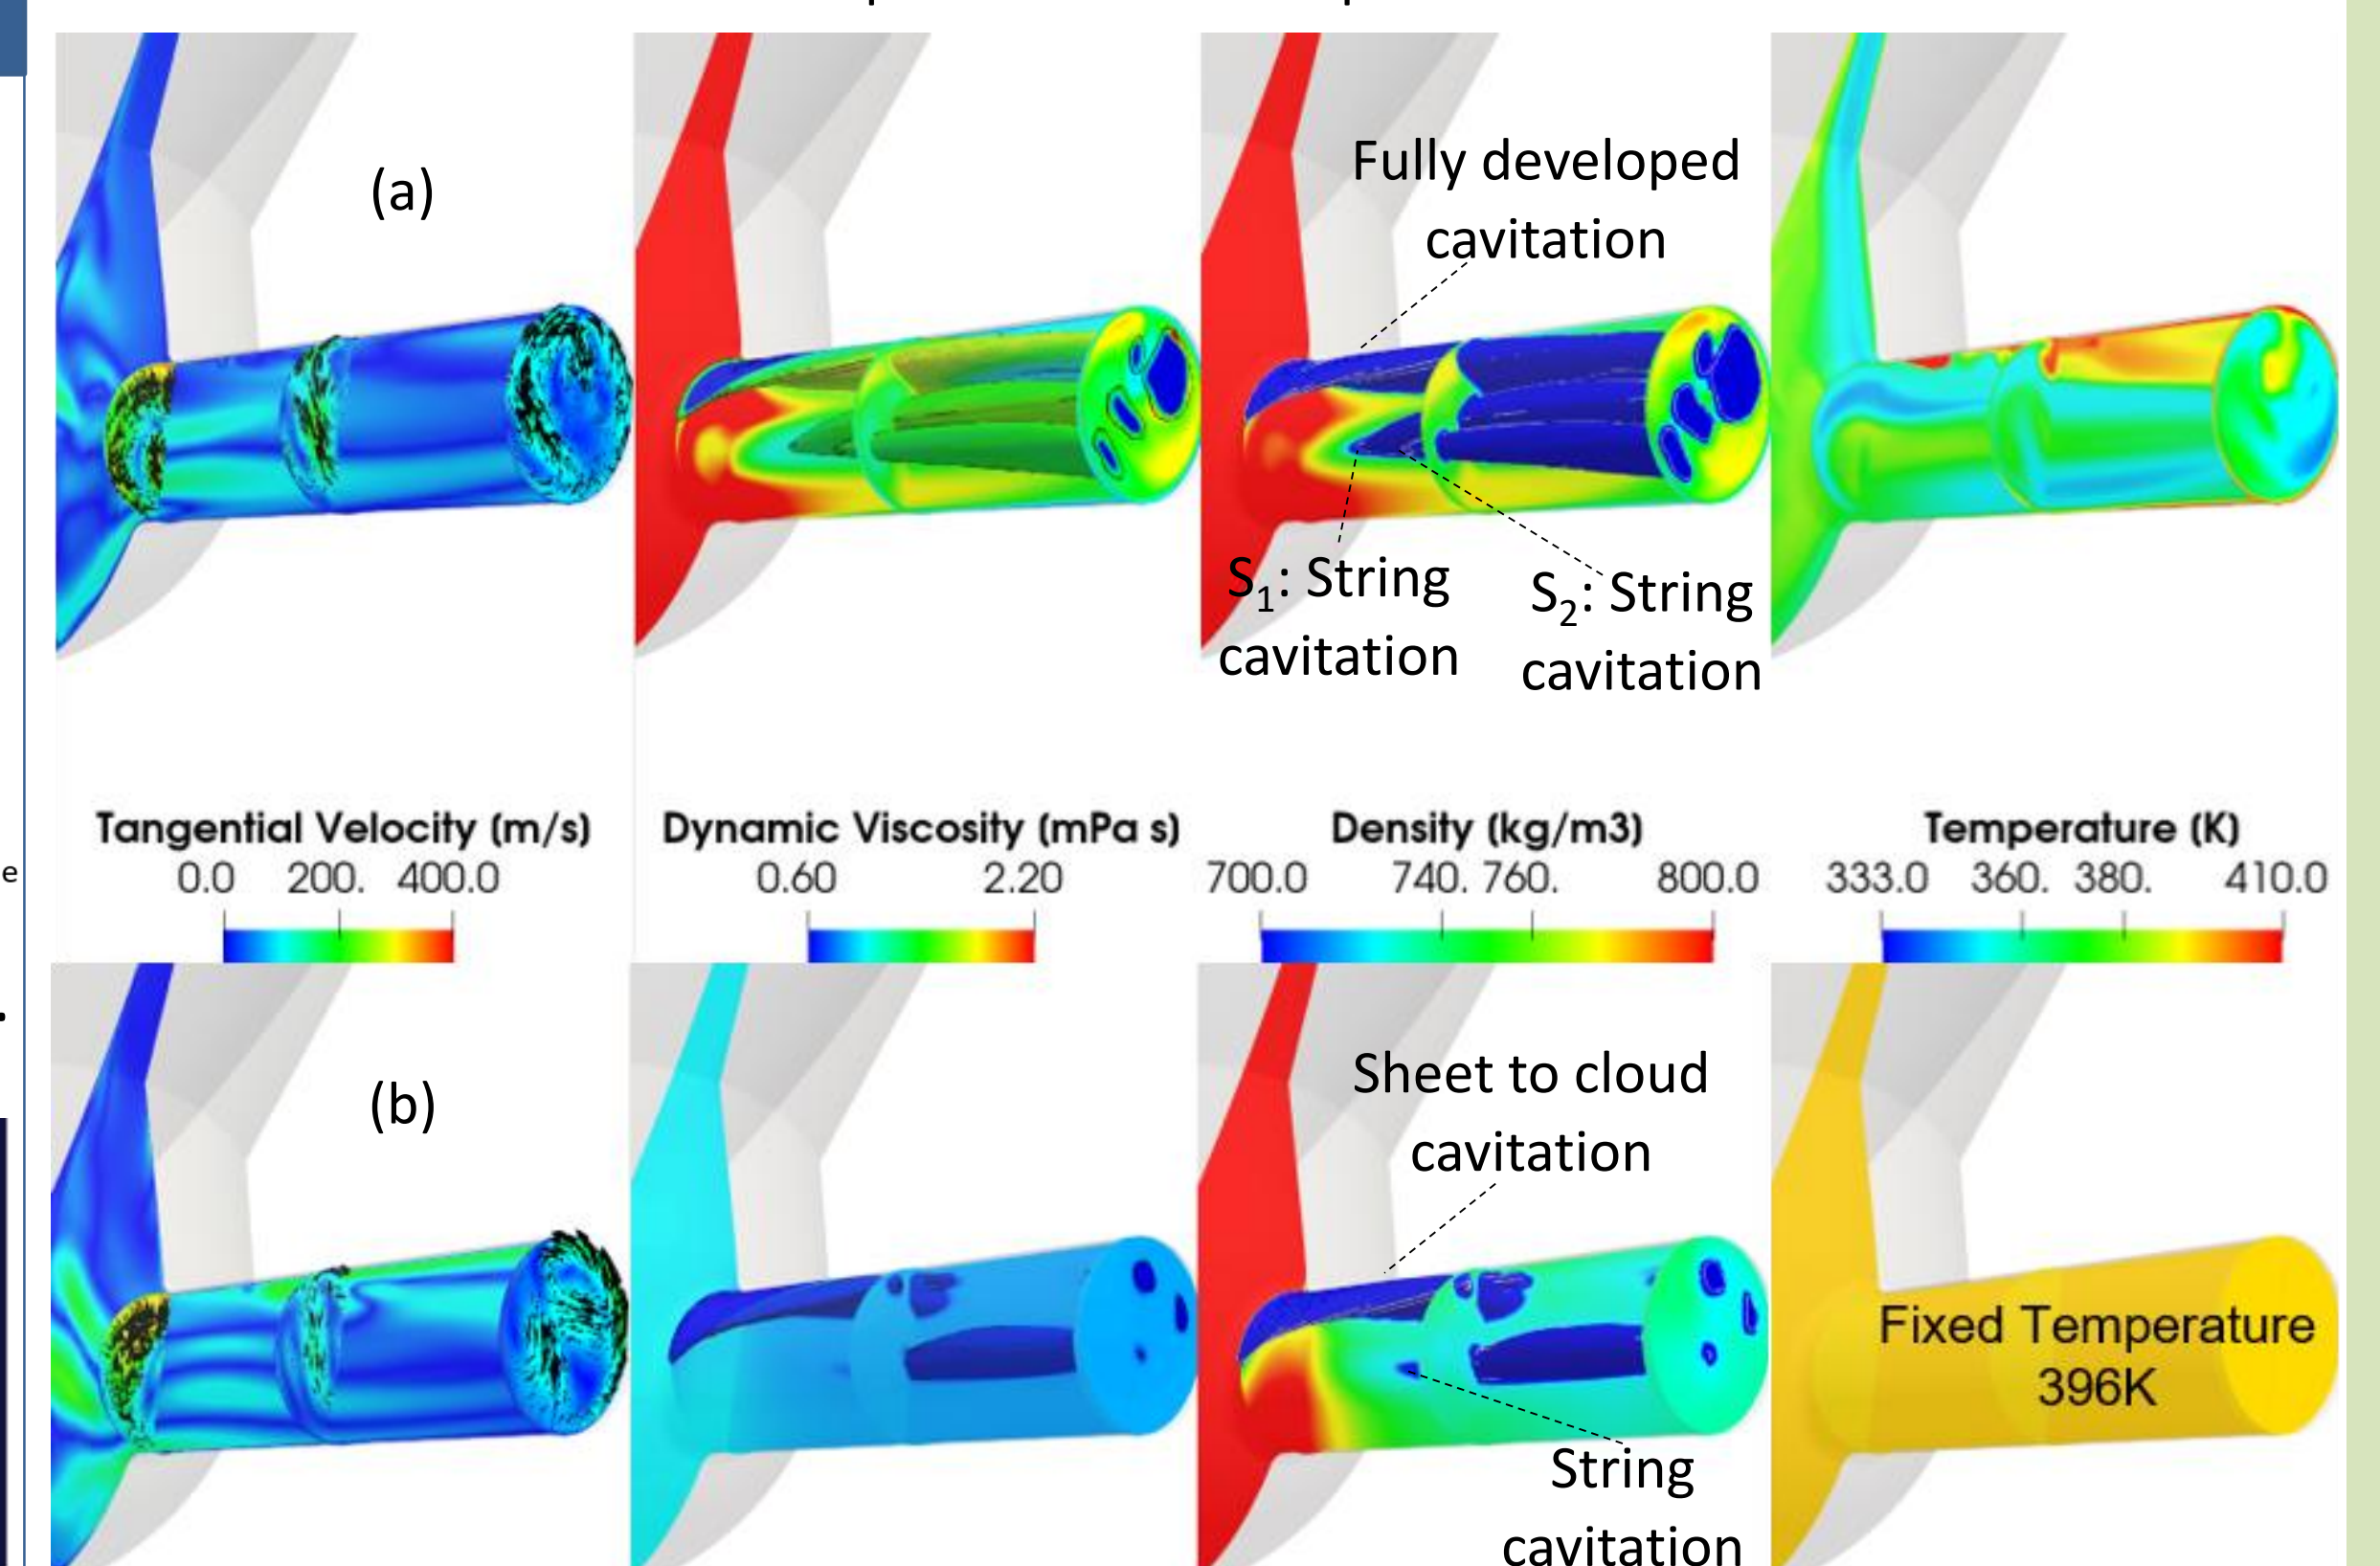 (a)
Fully developed
cavitation
S₁: String
cavitation
S₂: String
cavitation
Tangential Velocity (m/s)
0.0 200. 400.0
Dynamic Viscosity (mPa s)
0.60 2.20
Density (kg/m3)
700.0 740. 760. 800.0
Temperature (K)
333.0 360. 380. 410.0
e
(b)
Sheet to cloud
cavitation
String
cavitation
Fixed Temperature
396K